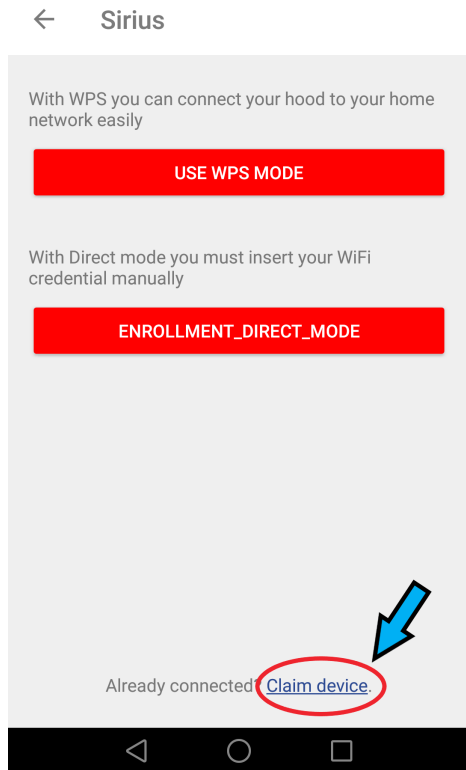 Sirius
With WPS you can connect your hood to your home
network easily
USE WPS MODE
With Direct mode you must insert your WiFi
credential manually
ENROLLMENT_DIRECT_MODE
Already connected? Claim device.